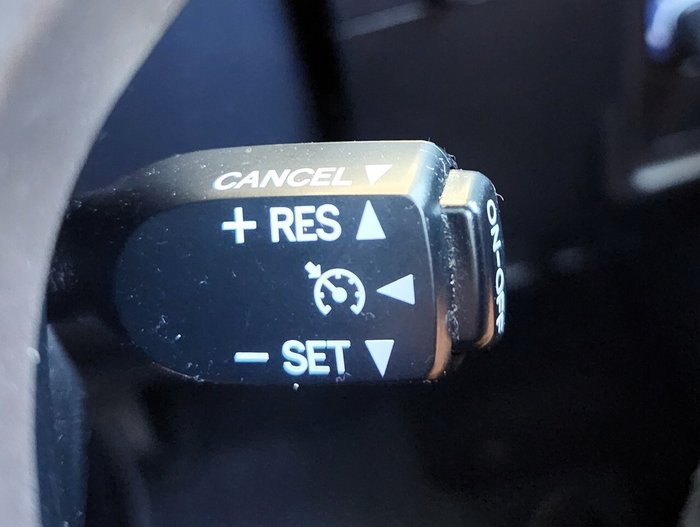 CANCEL ▼
+ RES ▲
◀
− SET ▼
ON-OFF